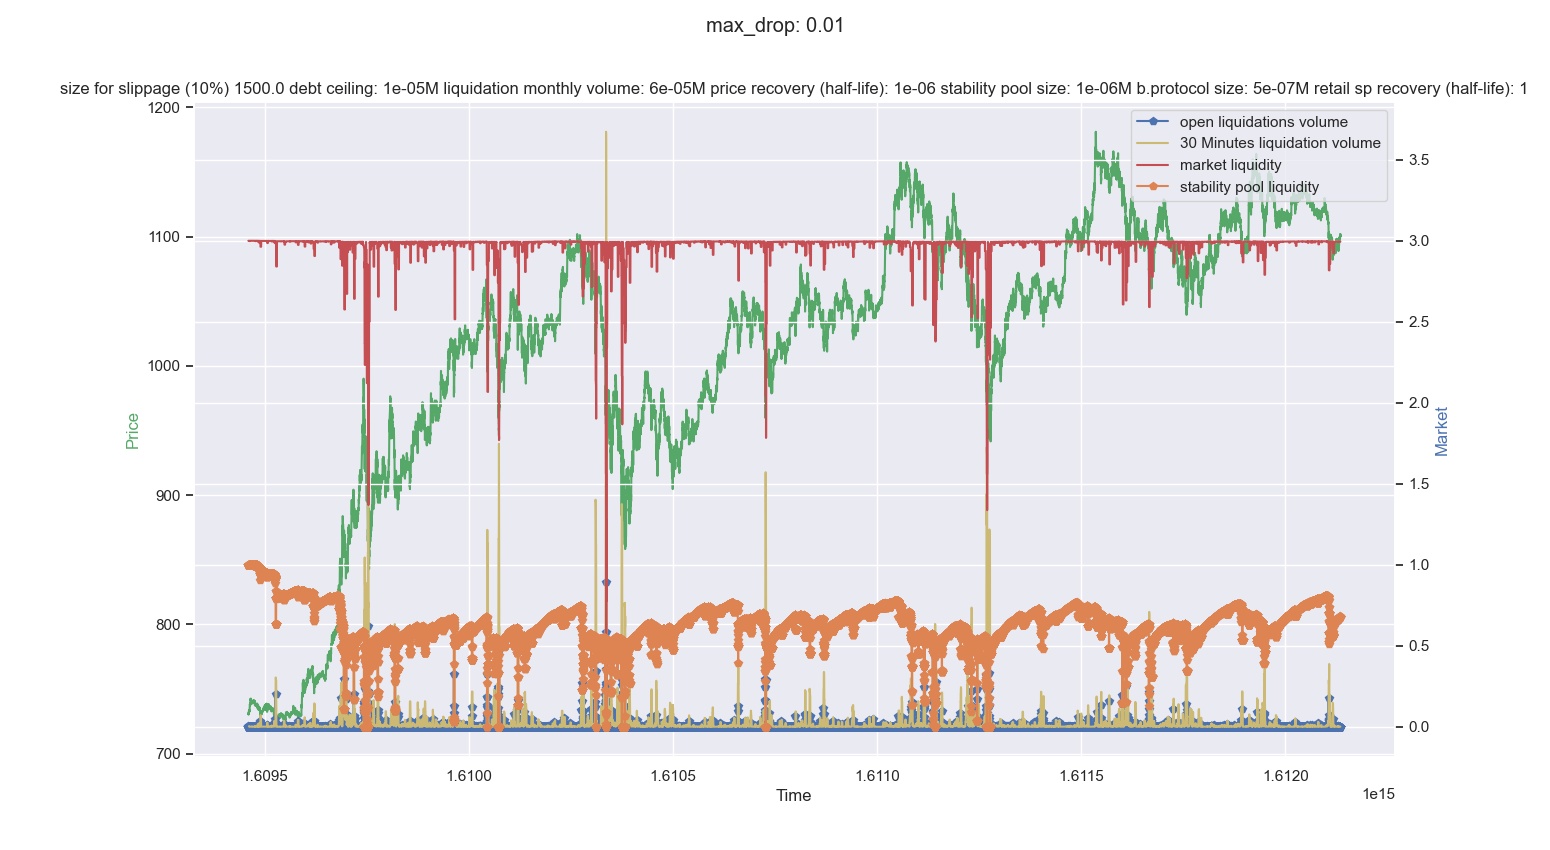 max_drop: 0.01
size for slippage (10%) 1500.0 debt ceiling: 1e-05M liquidation monthly volume: 6e-05M price recovery (half-life): 1e-06 stability pool size: 1e-06M b.protocol size: 5e-07M retail sp recovery (half-life): 1
open liquidations volume
30 Minutes liquidation volume
market liquidity
stability pool liquidity
1200
1100
1000
900
800
700
Price
3.5
3.0
2.5
2.0
1.5
1.0
0.5
0.0
Market
1.6095 1.6100 1.6105 1.6110 1.6115 1.6120
1e15
Time